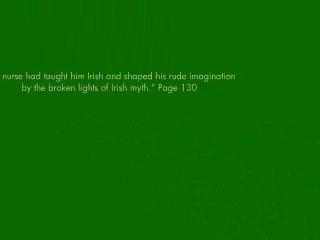 nurse had taught him Irish and shaped his rude imagination
by the broken lights of Irish myth." Page 130